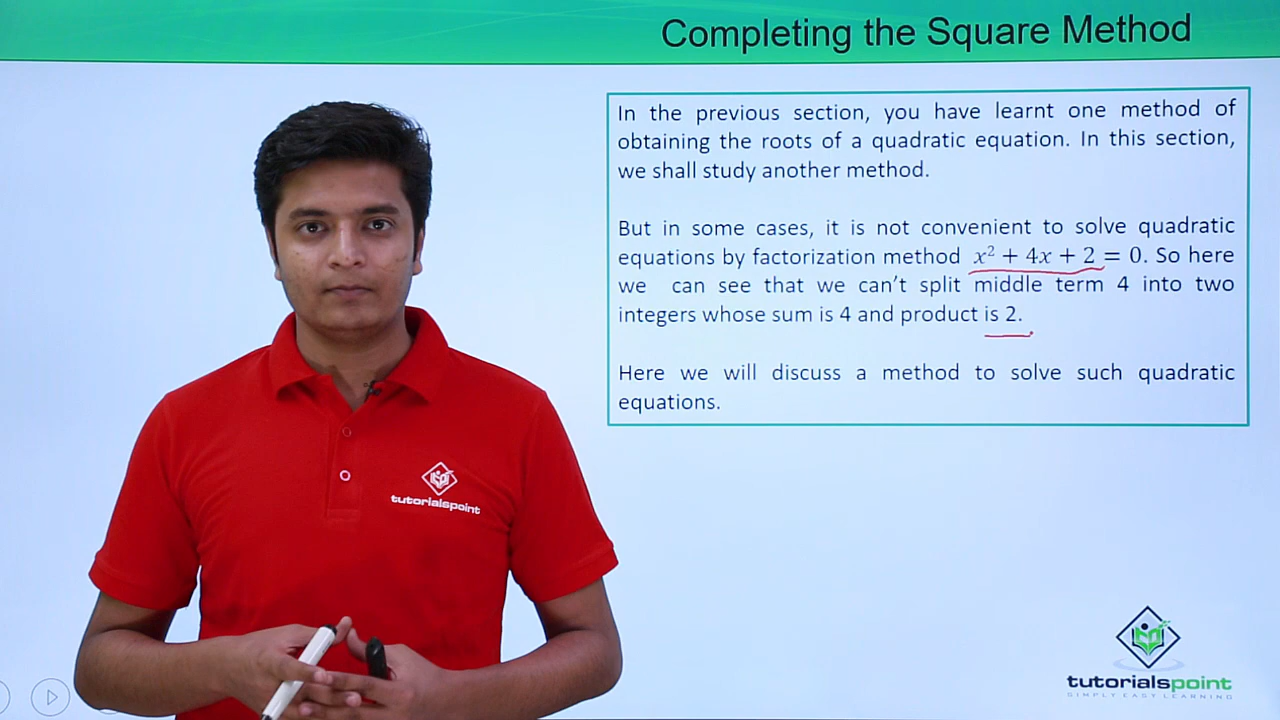 Completing the Square Method
In the previous section, you have learnt one method of
obtaining the roots of a quadratic equation. In this section,
we shall study another method.
But in some cases, it is not convenient to solve quadratic
equations by factorization method x² + 4x + 2 = 0. So here
we can see that we can't split middle term 4 into two
integers whose sum is 4 and product is 2.
Here we will discuss a method to solve such quadratic
equations.
tutorialspoint
tutorialspoint
SIMPLY EASY LEARNING